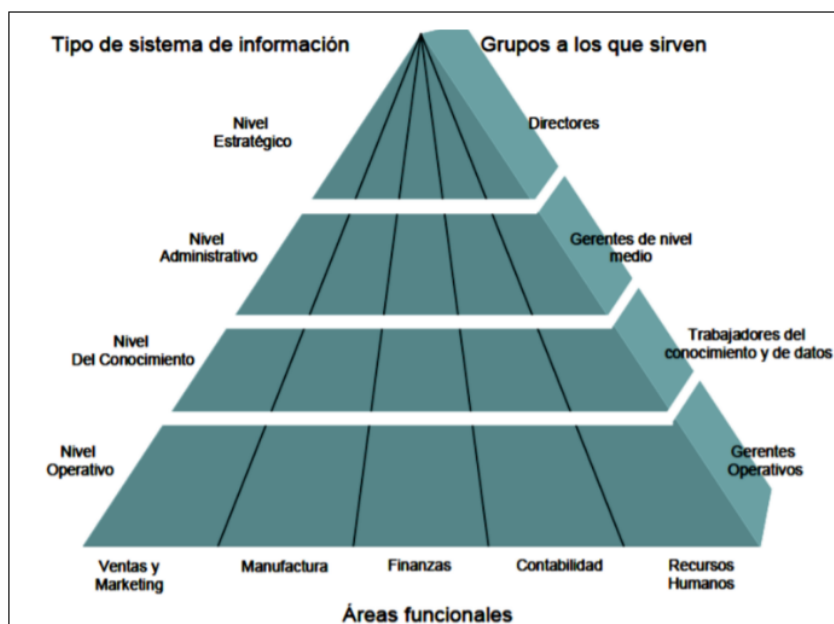 Tipo de sistema de información
Grupos a los que sirven
Nivel
Estratégico
Directores
Nivel
Administrativo
Gerentes de nivel
medio
Nivel
Del Conocimiento
Trabajadores del
conocimiento y de datos
Nivel
Operativo
Gerentes
Operativos
Ventas y
Marketing
Manufactura
Finanzas
Contabilidad
Recursos
Humanos
Áreas funcionales